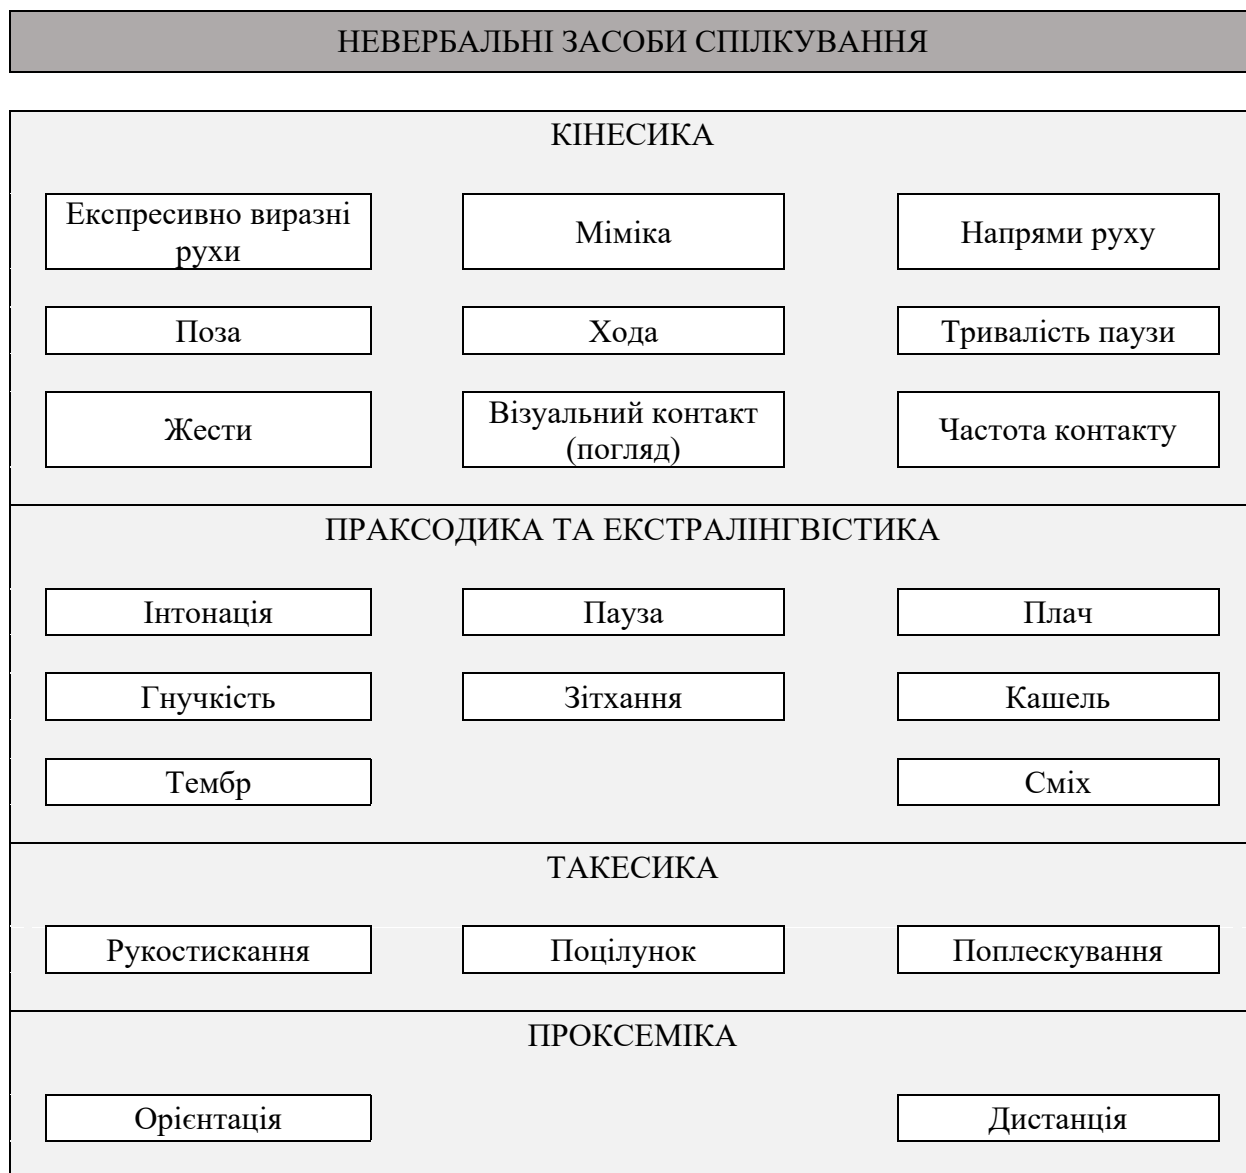 НЕВЕРБАЛЬНІ ЗАСОБИ СПІЛКУВАННЯ
КІНЕСИКА
Експресивно виразні
рухи
Міміка
Напрями руху
Поза
Хода
Тривалість паузи
Жести
Візуальний контакт
(погляд)
Частота контакту
ПРАКСОДИКА ТА ЕКСТРАЛІНГВІСТИКА
Інтонація
Пауза
Плач
Гнучкість
Зітхання
Кашель
Тембр
Сміх
ТАКЕСИКА
Рукостискання
Поцілунок
Поплескування
ПРОКСЕМІКА
Орієнтація
Дистанція